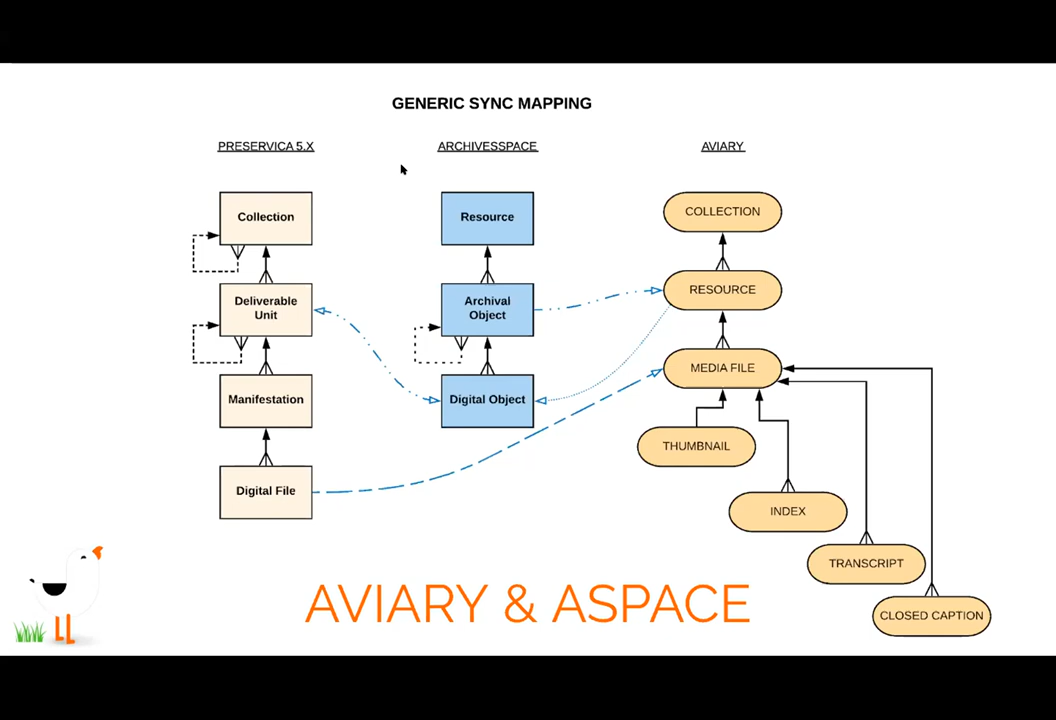 GENERIC SYNC MAPPING
PRESERVICA 5.X
Collection
Deliverable
Unit
Manifestation
Digital File
ARCHIVESSPACE
Resource
Archival
Object
Digital Object
AVIARY
COLLECTION
RESOURCE
MEDIA FILE
THUMBNAIL
INDEX
TRANSCRIPT
CLOSED CAPTION
AVIARY & ASPACE